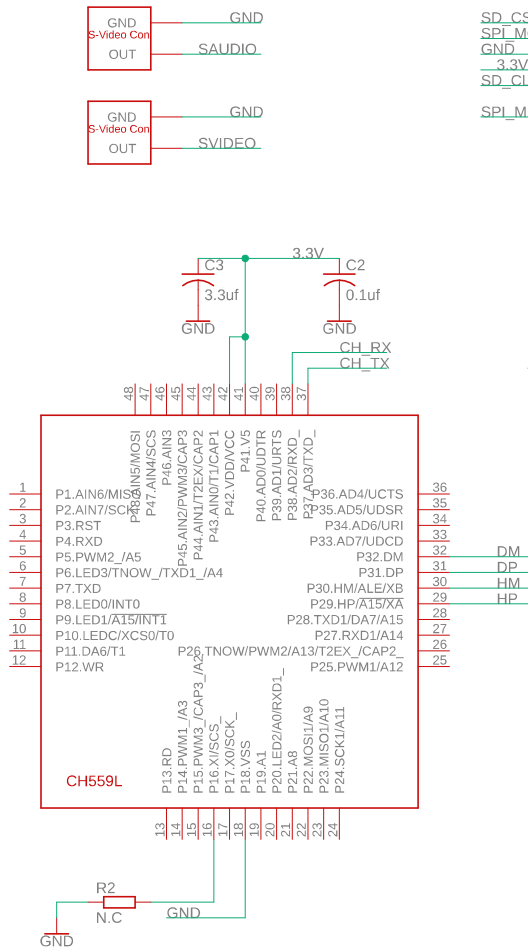 GND
S-Video Con
OUT
GND
SAUDIO
GND
S-Video Con
OUT
GND
SVIDEO
SD_CS
GND
3.3V
3.3V
C3
3.3uf
GND
C2
0.1uf
GND
CH_RX
CH_TX
48
47
46
45
44
43
42
41
40
39
38
37
P48.AIN5/MOSI
P47.AIN4/SCS
P46.AIN3
P45.AIN2/PWM3/CAP3
P44.AIN1/T2EX/CAP2
P43.AIN0/T1/CAP1
P42.VDD/VCC
P41.V5
P40.AD0/UDTR
P39.AD1/URTS
P38.AD2/RXD_
P37.AD3/TXD_
1 P1.AIN6/MISO
2 P2.AIN7/SCK
3 P3.RST
4 P4.RXD
5 P5.PWM2_/A5
6 P6.LED3/TNOW_/TXD1_/A4
7 P7.TXD
8 P8.LED0/INT0
9 P9.LED1/A15/INT1
10 P10.LEDC/XCS0/T0
11 P11.DA6/T1
12 P12.WR
P36.AD4/UCTS 36
P35.AD5/UDSR 35
P34.AD6/URI 34
P33.AD7/UDCD 33
P32.DM 32 DM
P31.DP 31 DP
P30.HM/ALE/XB 30 HM
P29.HP/A15/XA 29 HP
P28.TXD1/DA7/A15 28
P27.RXD1/A14 27
P26.TNOW/PWM2/A13/T2EX_/CAP2_ 26
P25.PWM1/A12 25
P13.RD
P14.PWM1_/A3
P15.PWM3_/CAP3_/A2
P16.XI/SCS_
P17.X0/SCK_
P18.VSS
P19.A1
P20.LED2/A0/RXD1_
P21.A8
P22.MOSI1/A9
P23.MISO1/A10
P24.SCK1/A11
CH559L
13
14
15
16
17
18
19
20
21
22
23
24
R2
N.C
GND
GND